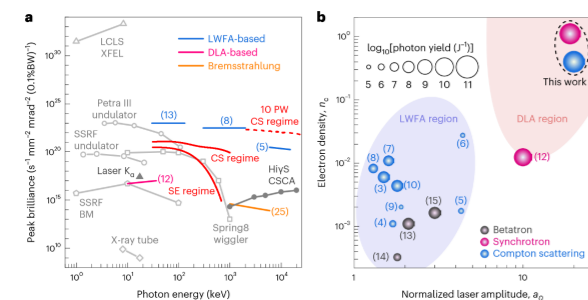 a
Peak brilliance (s⁻¹ mm⁻² mrad⁻² (0.1%BW)⁻¹)
10³⁰
10²⁵
10²⁰
10¹⁵
10¹⁰
LCLS
XFEL
LWFA-based
DLA-based
Bremsstrahlung
Petra III
undulator
(13)
(8)
10 PW
CS regime
SSRF
undulator
(5)
CS regime
Laser Kα
(12)
SE regime
HiγS
CSCA
SSRF
BM
(25)
Spring8
wiggler
X-ray tube
10⁰
10¹
10²
10³
10⁴
Photon energy (keV)
b
Electron density, nc
10⁻¹
10⁻²
10⁻³
log₁₀[photon yield (J⁻¹)]
5 6 7 8 9 10 11
This work
LWFA region
DLA region
(6)
(7)
(8)
(3)
(10)
(12)
(9)
(5)
(4)
(13)
(15)
(14)
Betatron
Synchrotron
Compton scattering
1
10
Normalized laser amplitude, a₀